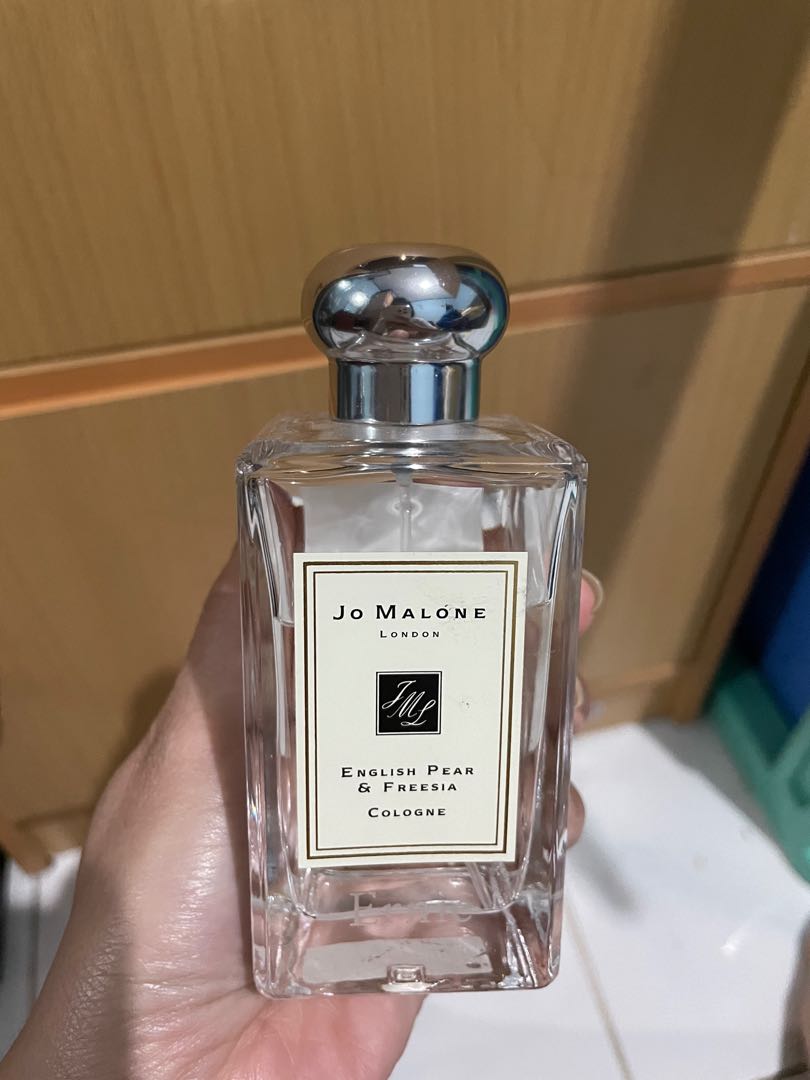 JO MALONE
LONDON
JML
ENGLISH PEAR
& FREESIA
COLOGNE